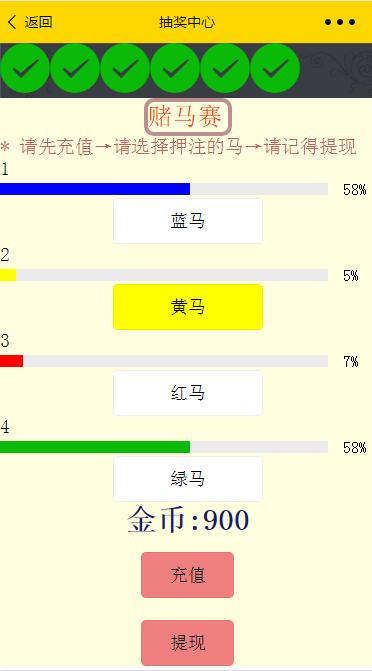 返回 抽奖中心 •••
赌马赛
* 请先充值→请选择押注的马→请记得提现
1
58%
蓝马
2
5%
黄马
3
7%
红马
4
58%
绿马
金币:900
充值
提现